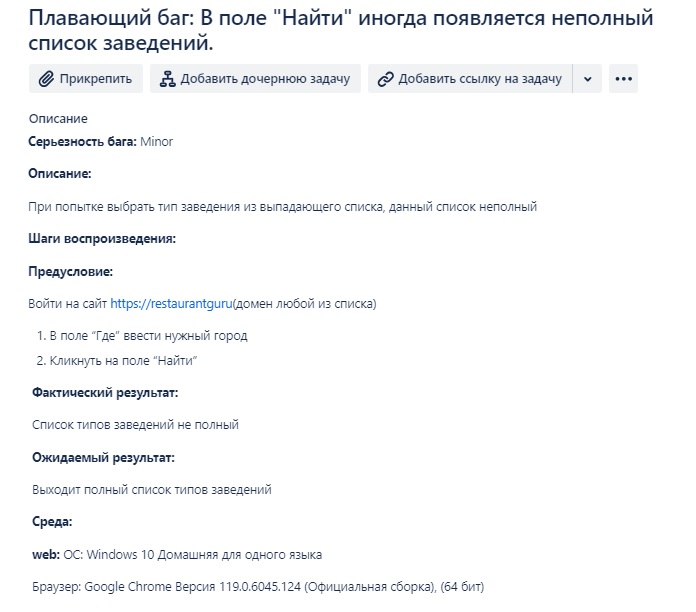 Плавающий баг: В поле "Найти" иногда появляется неполный
список заведений.
Прикрепить Добавить дочернюю задачу Добавить ссылку на задачу
Описание
Серьезность бага: Minor
Описание:
При попытке выбрать тип заведения из выпадающего списка, данный список неполный
Шаги воспроизведения:
Предусловие:
Войти на сайт https://restaurantguru(домен любой из списка)
1. В поле “Где” ввести нужный город
2. Кликнуть на поле “Найти”
Фактический результат:
Список типов заведений не полный
Ожидаемый результат:
Выходит полный список типов заведений
Среда:
web: ОС: Windows 10 Домашняя для одного языка
Браузер: Google Chrome Версия 119.0.6045.124 (Официальная сборка), (64 бит)